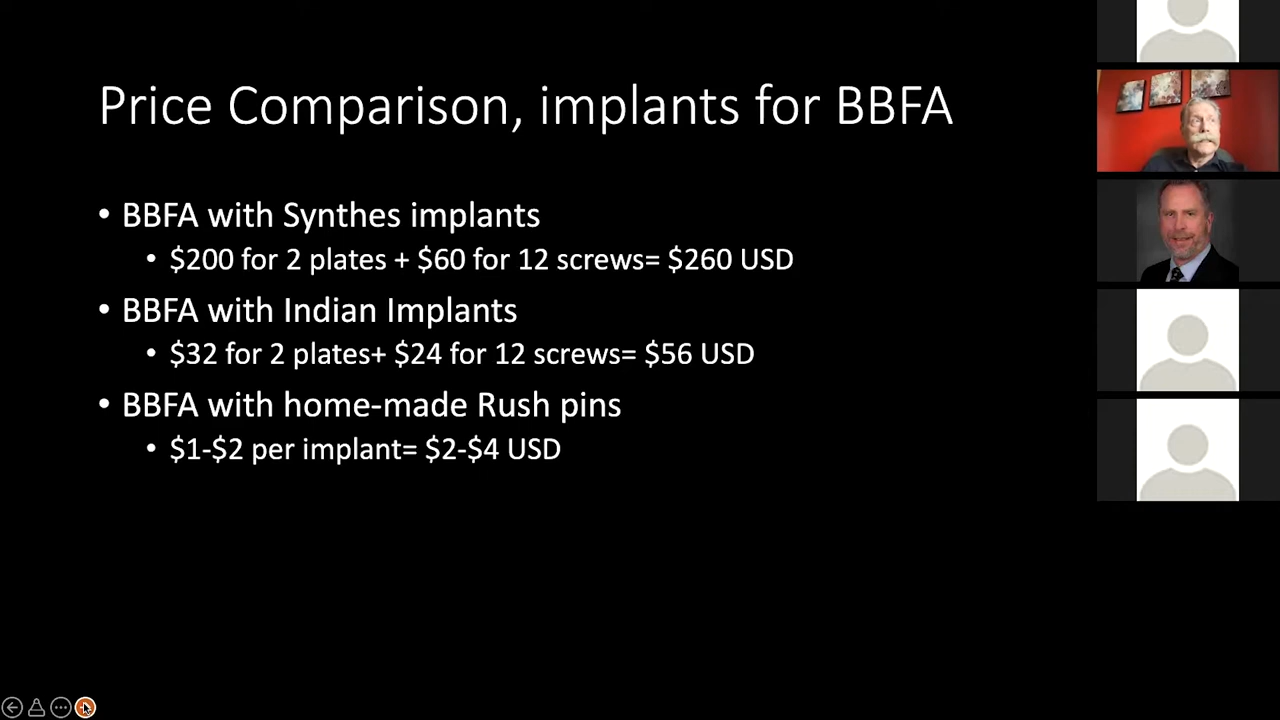 Price Comparison, implants for BBFA
• BBFA with Synthes implants
• $200 for 2 plates + $60 for 12 screws= $260 USD
• BBFA with Indian Implants
• $32 for 2 plates+ $24 for 12 screws= $56 USD
• BBFA with home-made Rush pins
• $1-$2 per implant= $2-$4 USD